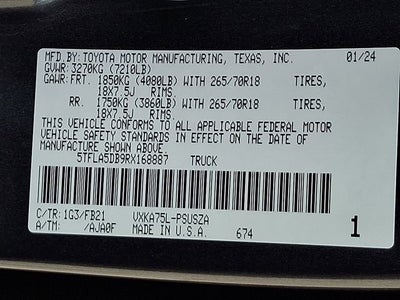 MFD.BY: TOYOTA MOTOR MANUFACTURING, TEXAS, INC. 01/24
GVWR: 3270KG (7210LB)
GAWR: FRT. 1850KG (4080LB) WITH 265/70R18 TIRES,
18X7.5J RIMS.
RR. 1750KG (3860LB) WITH 265/70R18 TIRES,
18X7.5J RIMS.
THIS VEHICLE CONFORMS TO ALL APPLICABLE FEDERAL MOTOR
VEHICLE SAFETY STANDARDS IN EFFECT ON THE DATE OF
MANUFACTURE SHOWN ABOVE.
5TFLA5DB9RX168887 TRUCK
C/TR: 1G3/FB21 VXKA75L-PSUSZA
A/TM: /AJA0F MADE IN U.S.A. 674 1